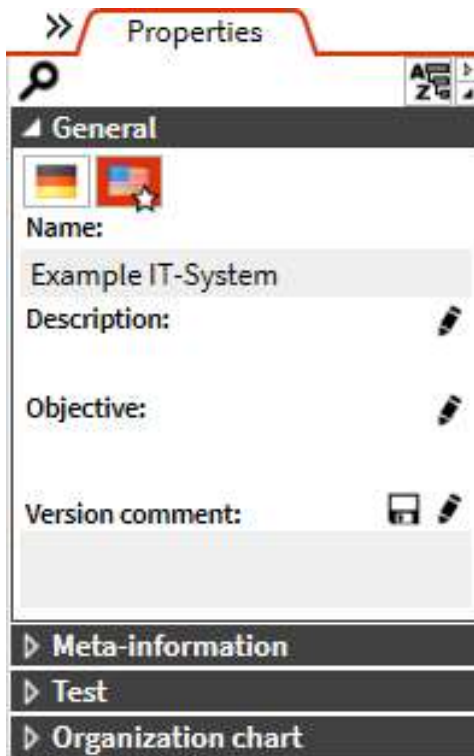 Properties
A
Z
General
Name:
Example IT-System
Description:
Objective:
Version comment:
Meta-information
Test
Organization chart